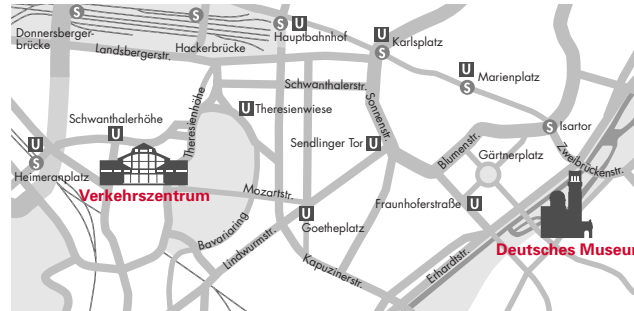 Donnersberger-
brücke
Hackerbrücke
S
S
S
U
Hauptbahnhof
U
S
Karlsplatz
Landsbergerstr.
U
S
Marienplatz
Schwanthalerstr.
Sonnenstr.
Theresienhöhe
U
Theresienwiese
Schwanthalerhöhe
U
S
Isartor
Zweibrückenstr.
U
S
Heimeranplatz
Sendlinger Tor
U
Blumenstr.
Gärtnerplatz
Verkehrszentrum
Mozartstr.
Fraunhoferstraße
U
U
Goetheplatz
Bavariaring
Lindwurmstr.
Kapuzinerstr.
Erhardtstr.
Deutsches Museum